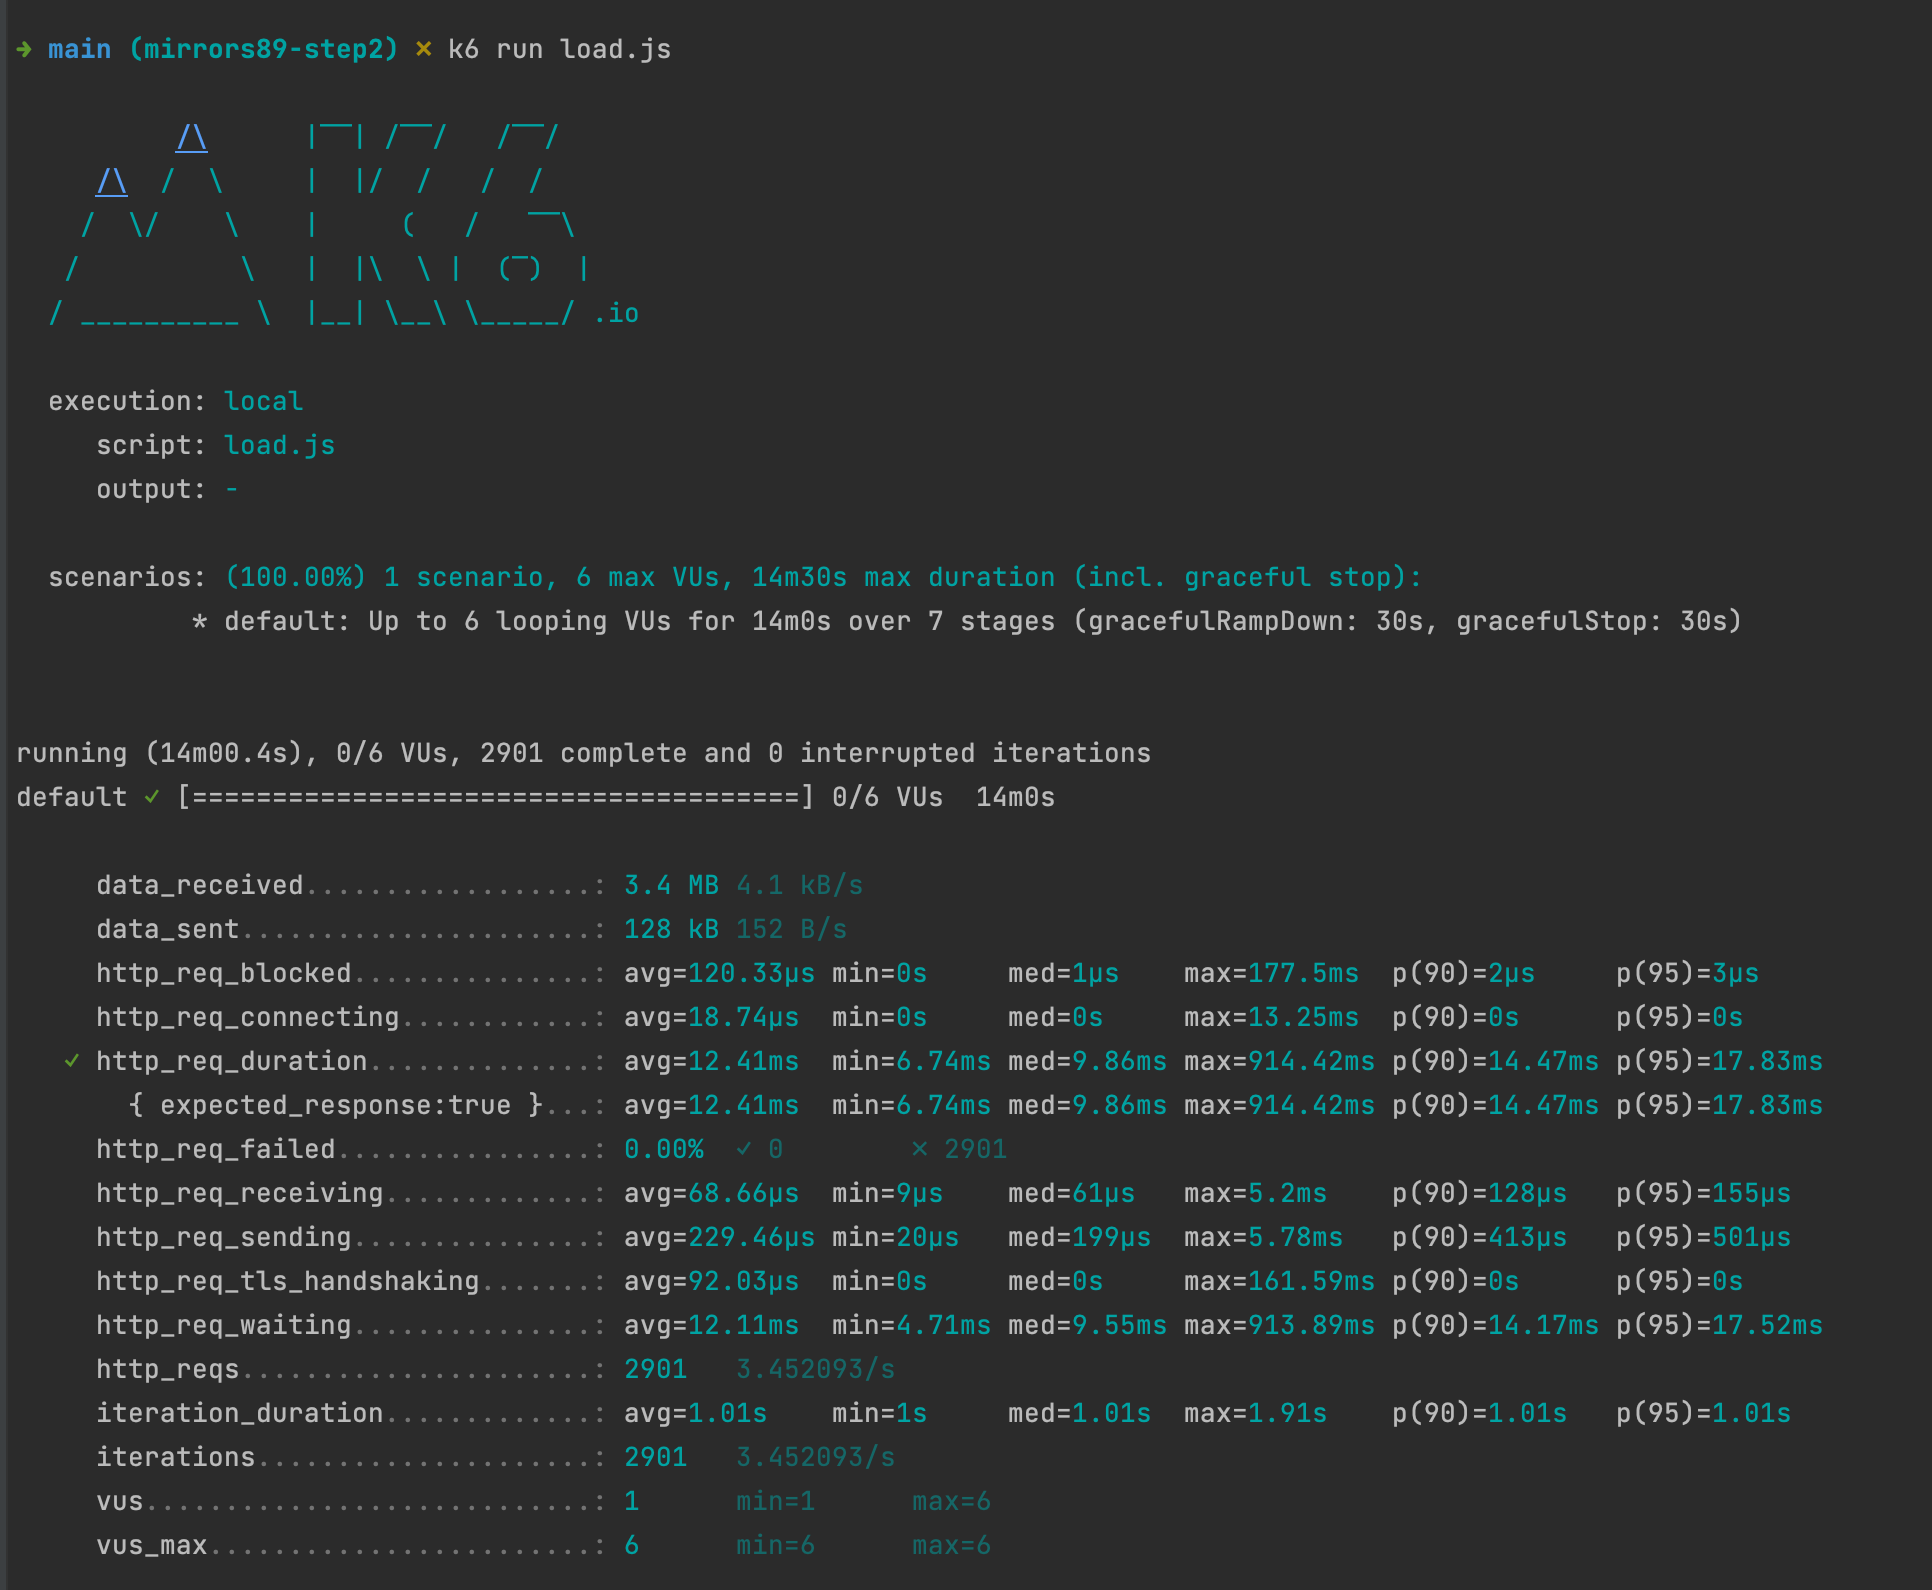 → main (mirrors89-step2) × k6 run load.js
          /\      |‾‾| /‾‾/   /‾‾/
     /\  /  \     |  |/  /   /  /
    /  \/    \    |     (   /   ‾‾\
   /          \   |  |\  \ |  (‾)  |
  / __________ \  |__| \__\ \_____/ .io
execution: local
script: load.js
output: -
scenarios: (100.00%) 1 scenario, 6 max VUs, 14m30s max duration (incl. graceful stop):
* default: Up to 6 looping VUs for 14m0s over 7 stages (gracefulRampDown: 30s, gracefulStop: 30s)
running (14m00.4s), 0/6 VUs, 2901 complete and 0 interrupted iterations
default ✓ [======================================] 0/6 VUs  14m0s
data_received..................: 3.4 MB 4.1 kB/s
data_sent......................: 128 kB 152 B/s
http_req_blocked...............: avg=120.33µs min=0s     med=1µs    max=177.5ms  p(90)=2µs     p(95)=3µs
http_req_connecting............: avg=18.74µs  min=0s     med=0s     max=13.25ms  p(90)=0s      p(95)=0s
✓ http_req_duration..............: avg=12.41ms  min=6.74ms med=9.86ms max=914.42ms p(90)=14.47ms p(95)=17.83ms
{ expected_response:true }...: avg=12.41ms  min=6.74ms med=9.86ms max=914.42ms p(90)=14.47ms p(95)=17.83ms
http_req_failed................: 0.00%  ✓ 0        ✗ 2901
http_req_receiving.............: avg=68.66µs  min=9µs    med=61µs   max=5.2ms    p(90)=128µs   p(95)=155µs
http_req_sending...............: avg=229.46µs min=20µs   med=199µs  max=5.78ms   p(90)=413µs   p(95)=501µs
http_req_tls_handshaking.......: avg=92.03µs  min=0s     med=0s     max=161.59ms p(90)=0s      p(95)=0s
http_req_waiting...............: avg=12.11ms  min=4.71ms med=9.55ms max=913.89ms p(90)=14.17ms p(95)=17.52ms
http_reqs......................: 2901   3.452093/s
iteration_duration.............: avg=1.01s    min=1s     med=1.01s  max=1.91s    p(90)=1.01s   p(95)=1.01s
iterations.....................: 2901   3.452093/s
vus............................: 1      min=1      max=6
vus_max........................: 6      min=6      max=6